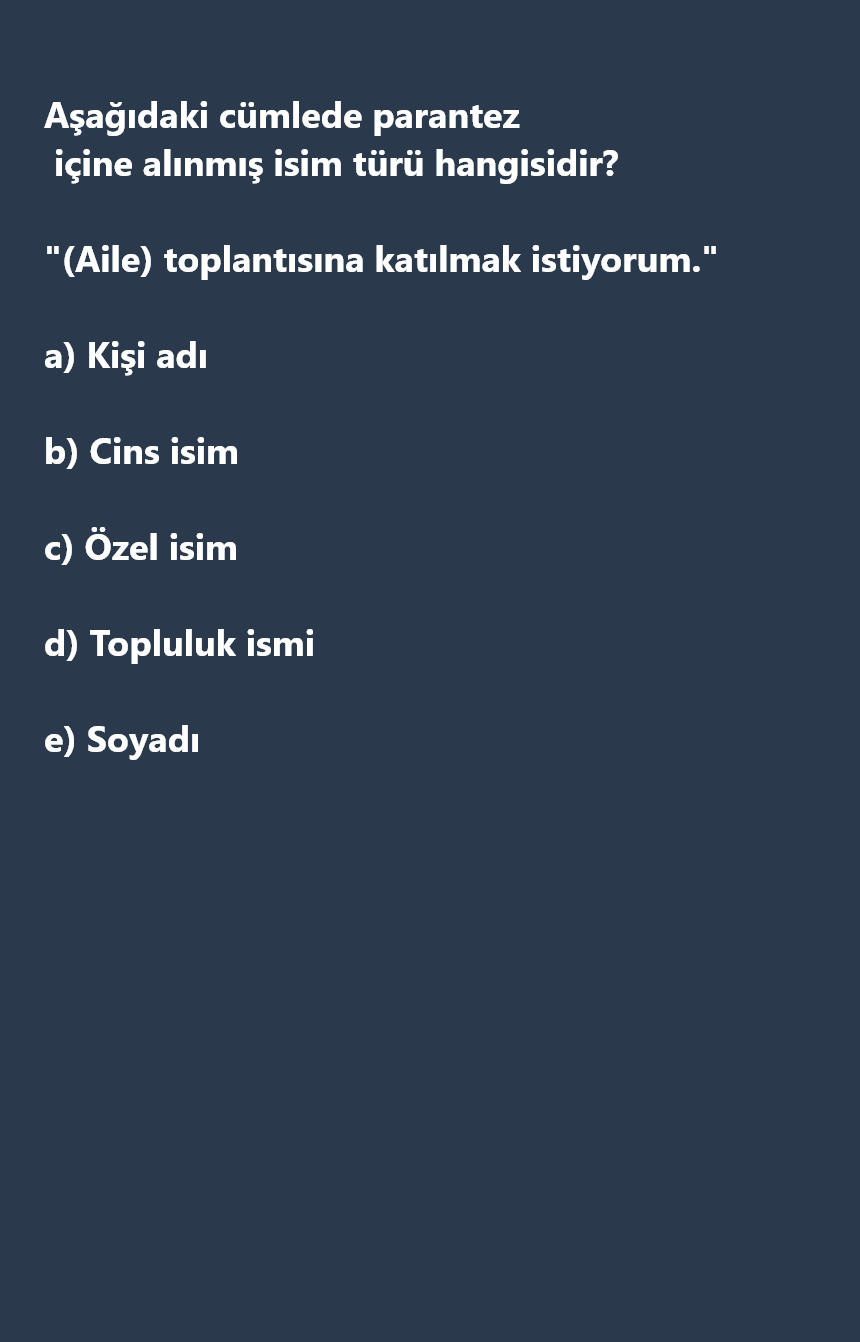 Aşağıdaki cümlede parantez
içine alınmış isim türü hangisidir?
"(Aile) toplantısına katılmak istiyorum."
a) Kişi adı
b) Cins isim
c) Özel isim
d) Topluluk ismi
e) Soyadı